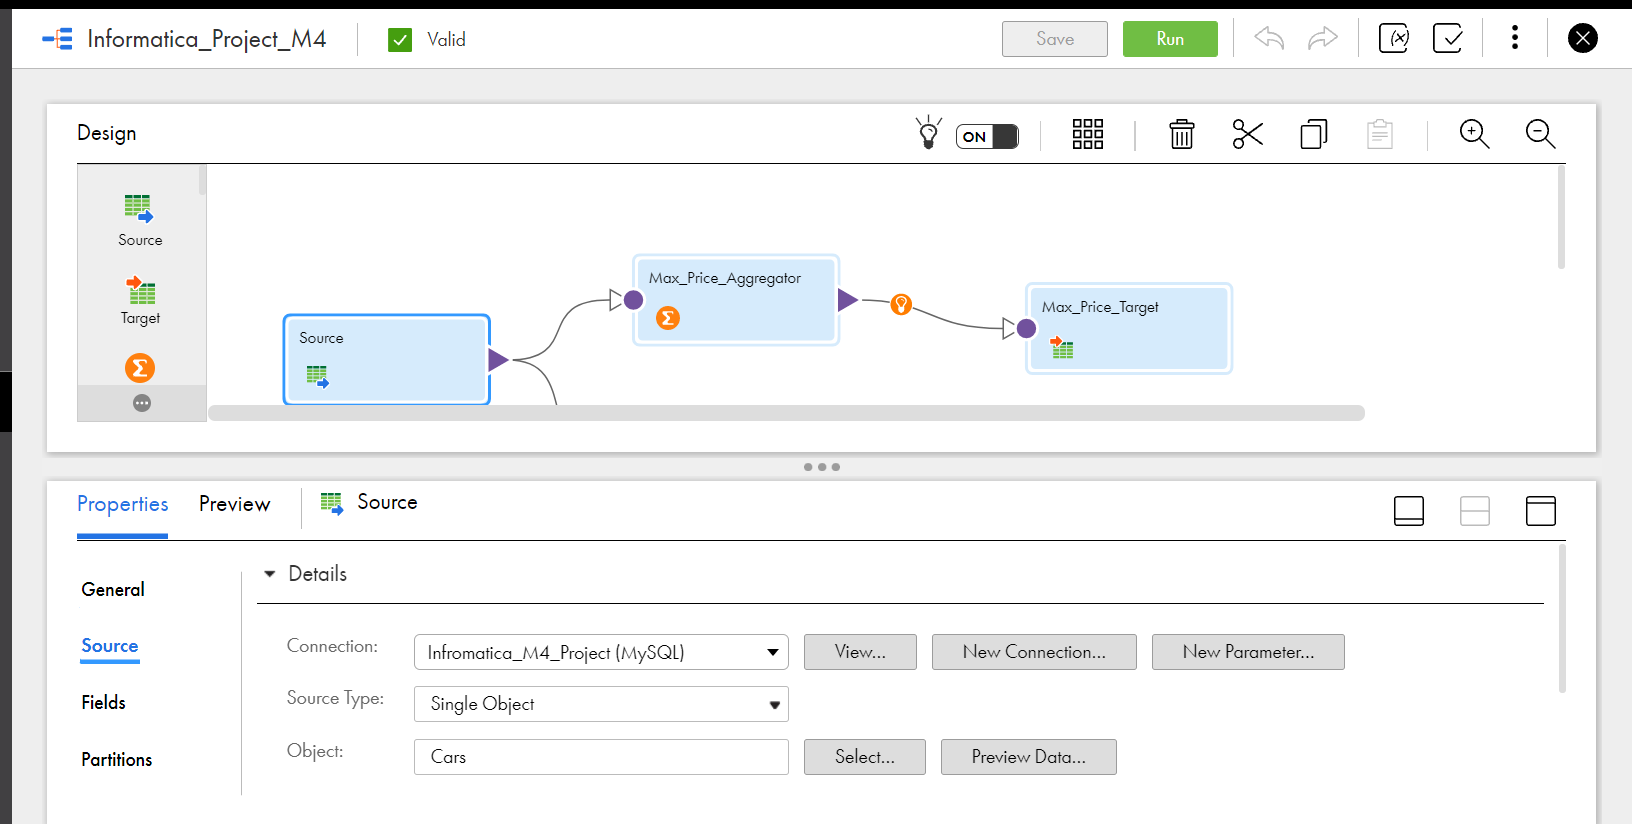 Informatica_Project_M4
Valid
Save
Run
(x)
Design
ON
Source
Target
Source
Max_Price_Aggregator
Max_Price_Target
Properties
Preview
Source
General
Source
Fields
Partitions
Details
Connection:
Infromatica_M4_Project (MySQL)
View...
New Connection...
New Parameter...
Source Type:
Single Object
Object:
Cars
Select...
Preview Data...